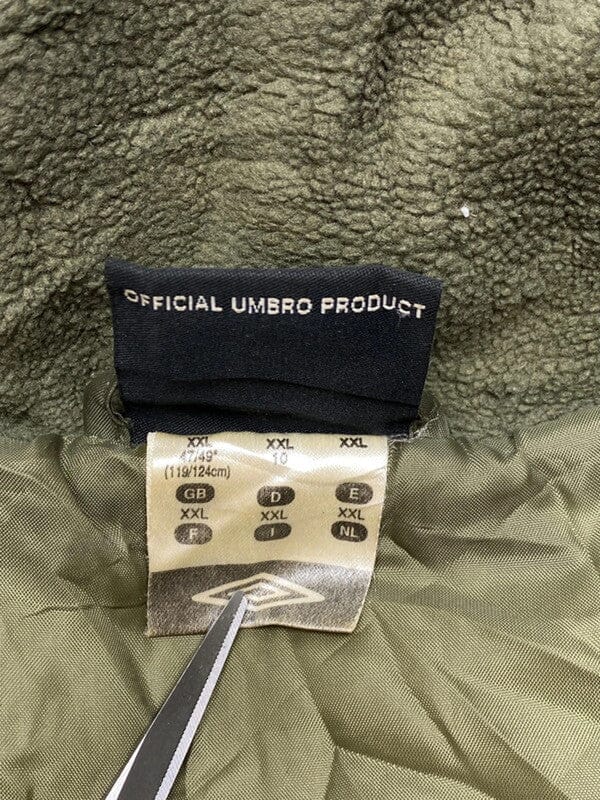 OFFICIAL UMBRO PRODUCT
XXL XXL XXL
47/49" 10
(119/124cm)
GB D E
XXL XXL XXL
F I NL